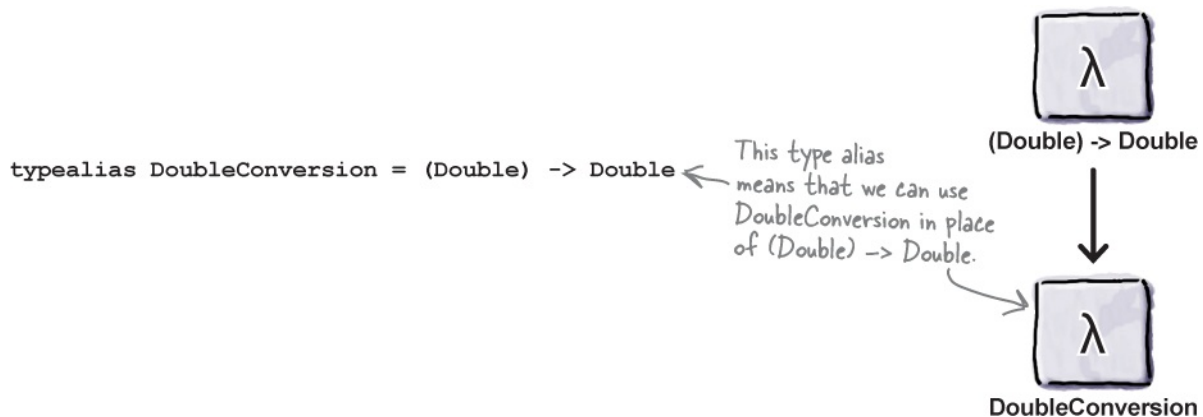 λ
(Double) -> Double
typealias DoubleConversion = (Double) -> Double
This type alias
means that we can use
DoubleConversion in place
of (Double) -> Double.
λ
DoubleConversion